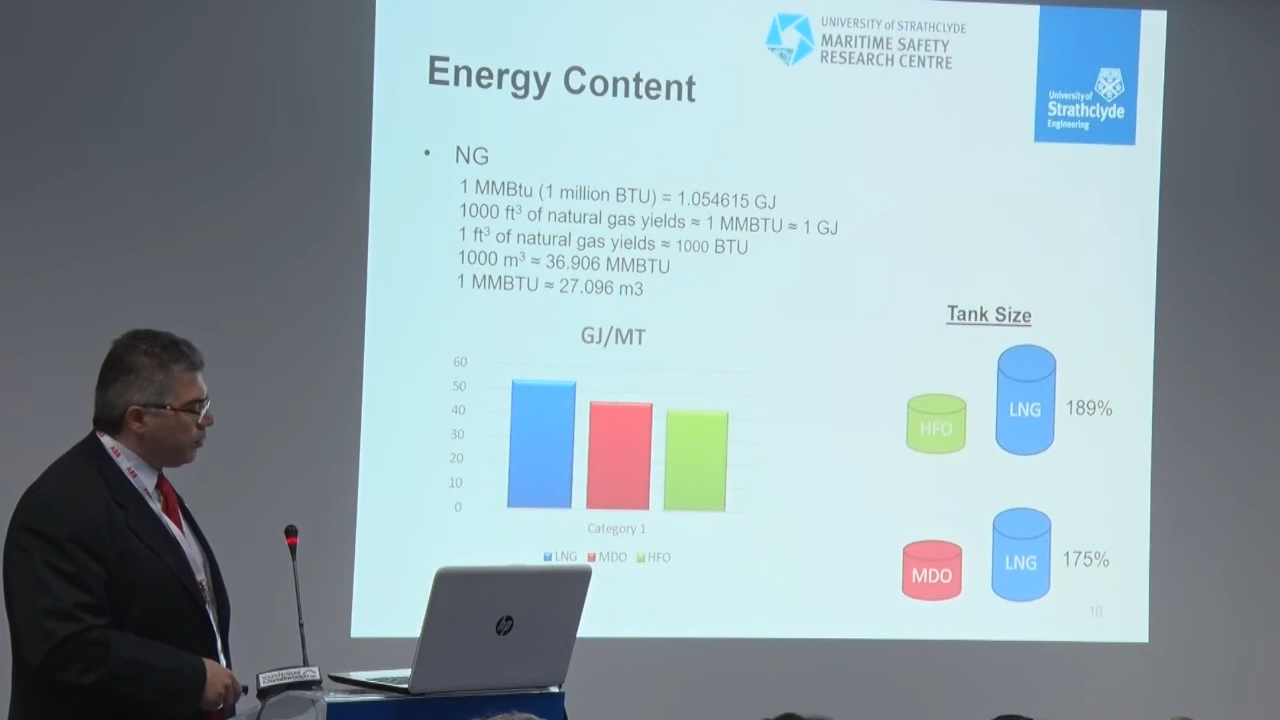 UNIVERSITY of STRATHCLYDE
MARITIME SAFETY
RESEARCH CENTRE
University of
Strathclyde
Engineering
Energy Content
• NG
1 MMBtu (1 million BTU) = 1.054615 GJ
1000 ft³ of natural gas yields ≈ 1 MMBTU ≈ 1 GJ
1 ft³ of natural gas yields ≈ 1000 BTU
1000 m³ ≈ 36.906 MMBTU
1 MMBTU ≈ 27.096 m3
GJ/MT
60
50
40
30
20
10
0
Category 1
LNG MDO HFO
Tank Size
HFO
LNG
189%
MDO
LNG
175%
10
hp
ABB